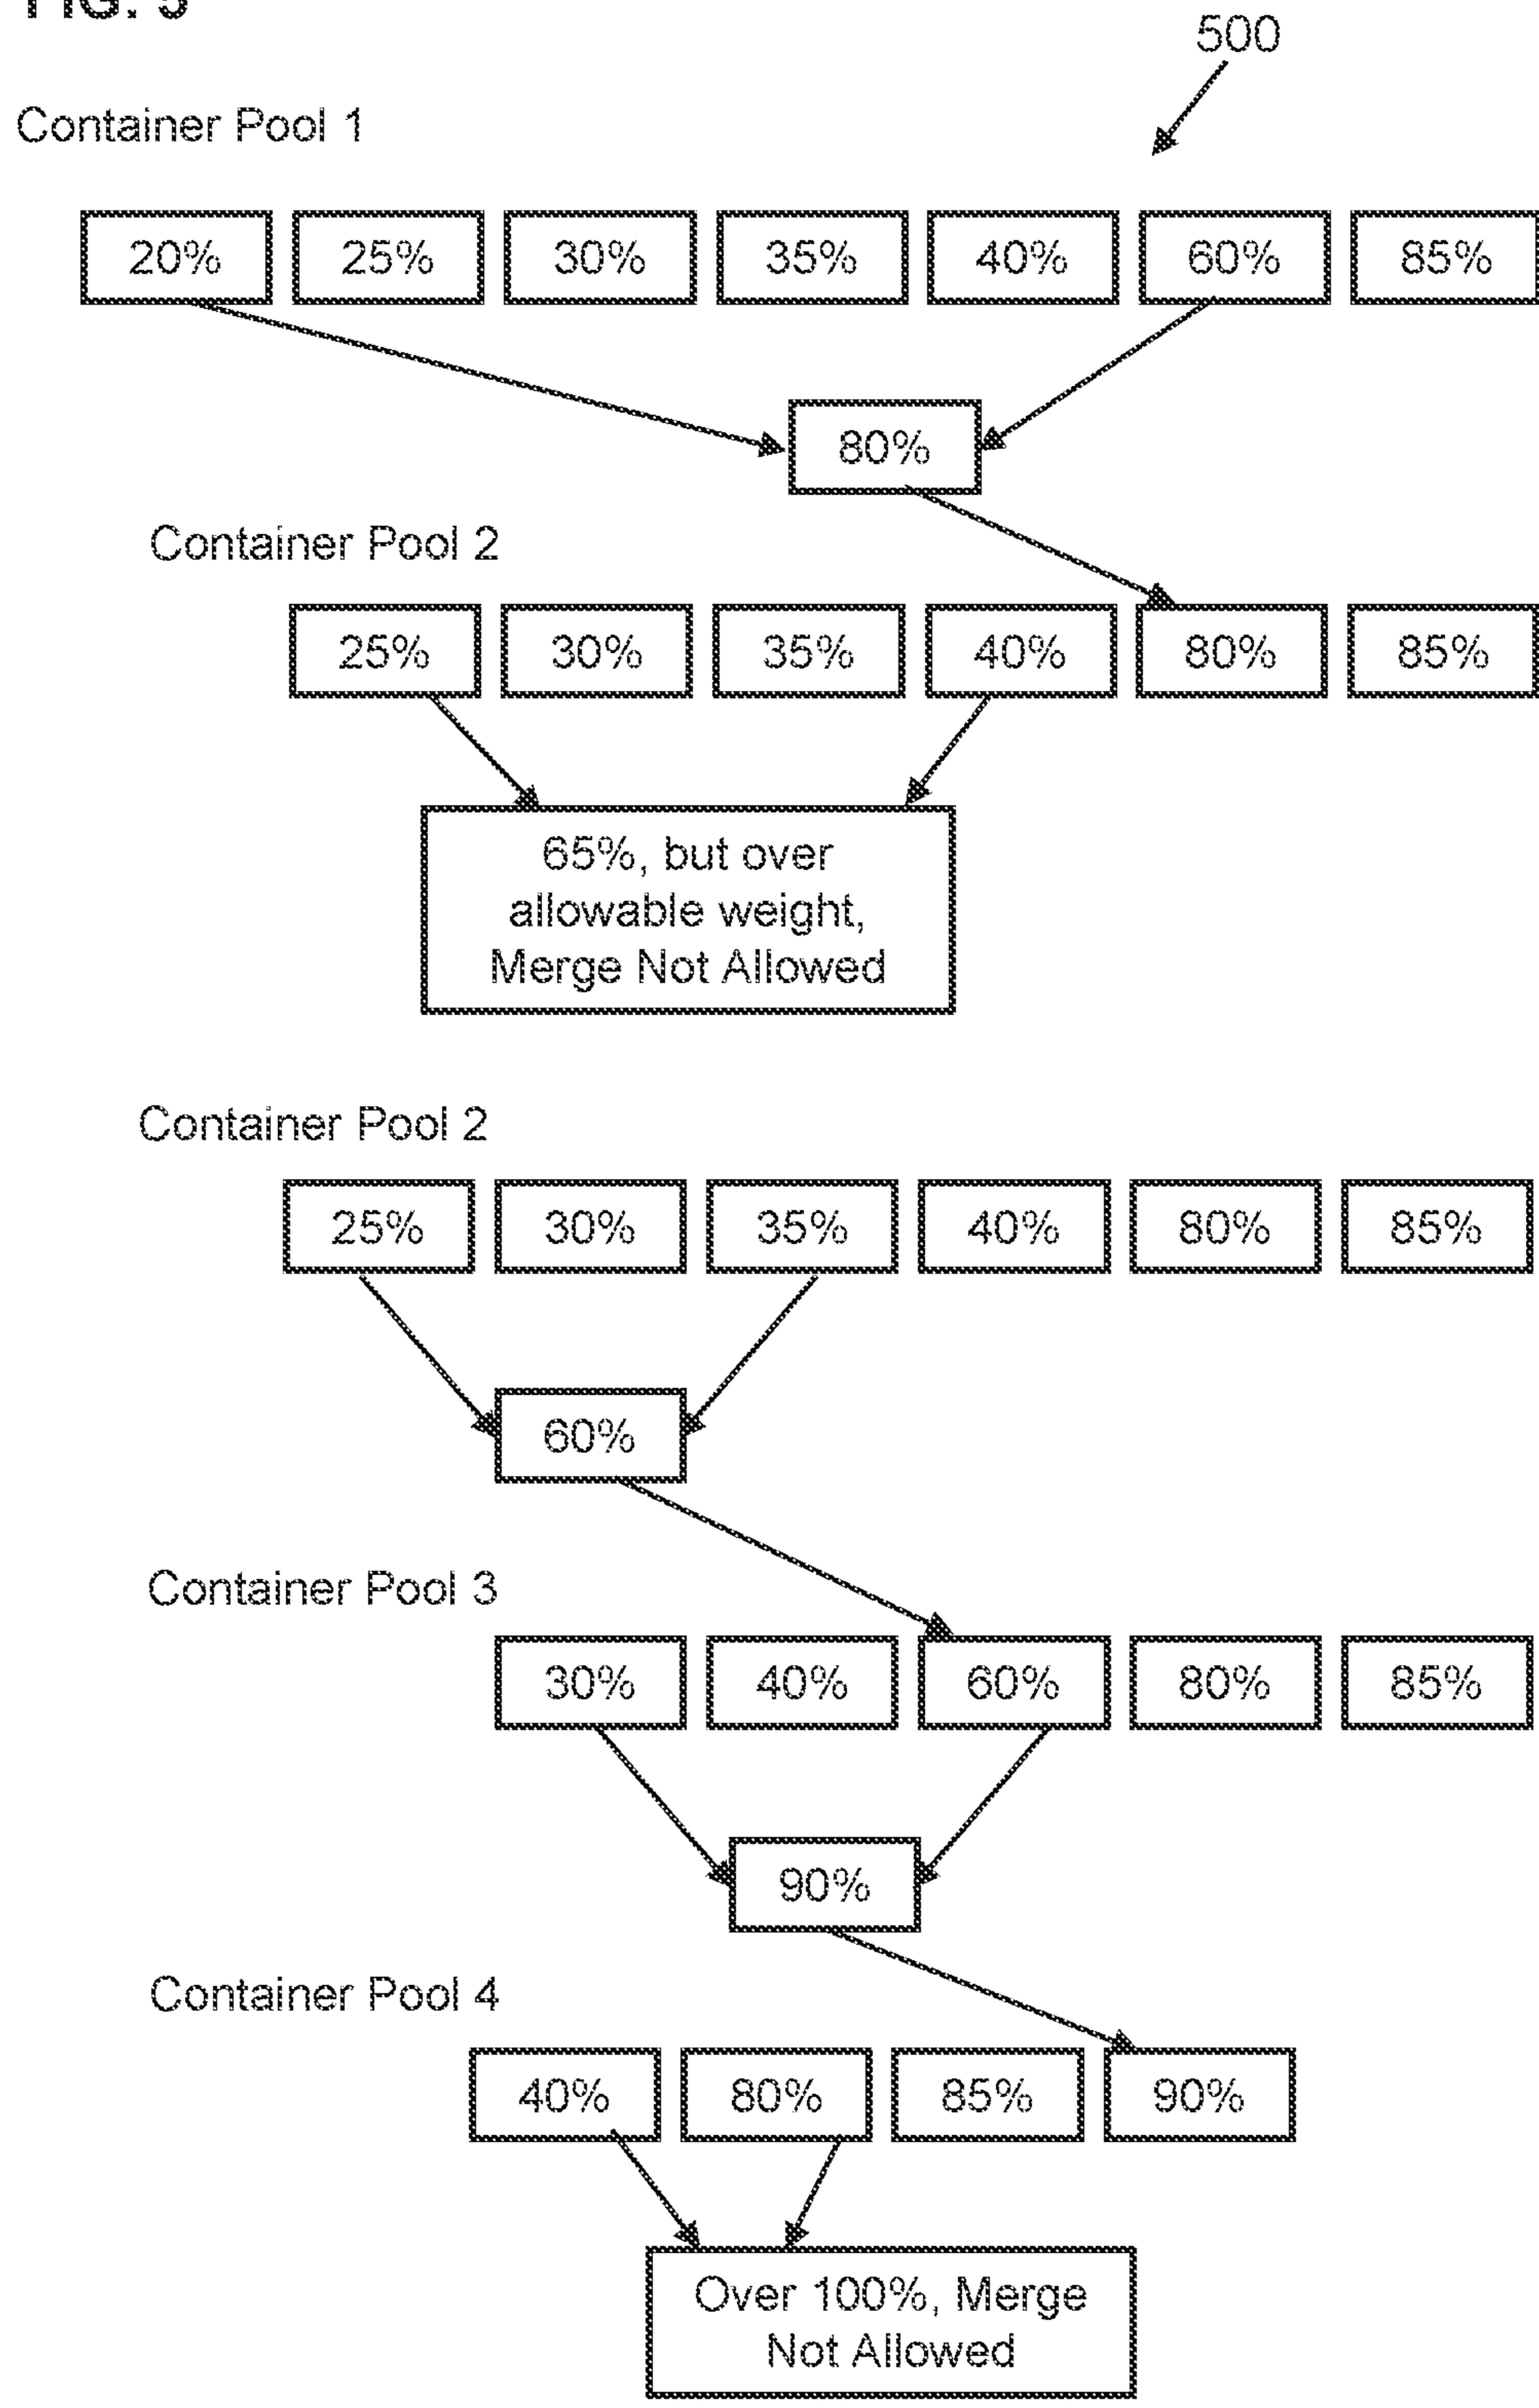 FIG. 5
500
Container Pool 1
20% 25% 30% 35% 40% 60% 85%
80%
Container Pool 2
25% 30% 35% 40% 80% 85%
65%, but over
allowable weight,
Merge Not Allowed
Container Pool 2
25% 30% 35% 40% 80% 85%
60%
Container Pool 3
30% 40% 60% 80% 85%
90%
Container Pool 4
40% 80% 85% 90%
Over 100%, Merge
Not Allowed